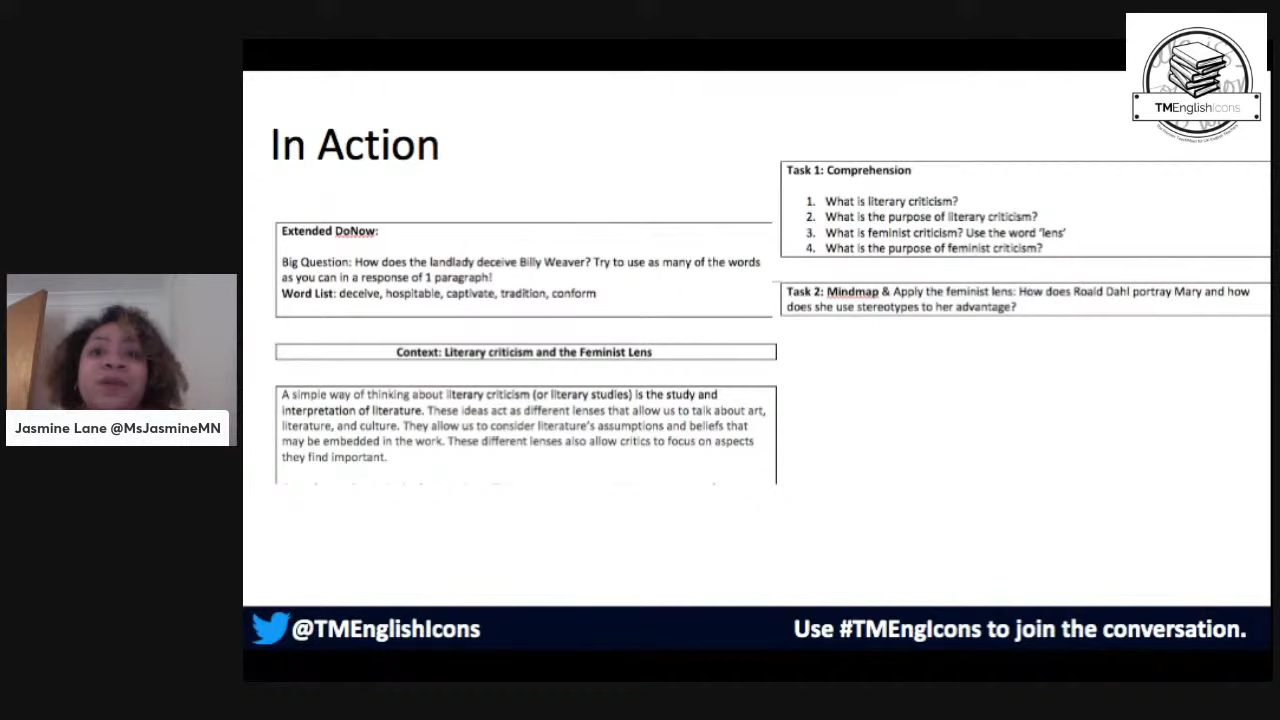 TMEnglishIcons
In Action
Extended DoNow:
Big Question: How does the landlady deceive Billy Weaver? Try to use as many of the words
as you can in a response of 1 paragraph!
Word List: deceive, hospitable, captivate, tradition, conform
Context: Literary criticism and the Feminist Lens
A simple way of thinking about literary criticism (or literary studies) is the study and
interpretation of literature. These ideas act as different lenses that allow us to talk about art,
literature, and culture. They allow us to consider literature's assumptions and beliefs that
may be embedded in the work. These different lenses also allow critics to focus on aspects
they find important.
Task 1: Comprehension
1. What is literary criticism?
2. What is the purpose of literary criticism?
3. What is feminist criticism? Use the word 'lens'
4. What is the purpose of feminist criticism?
Task 2: Mindmap & Apply the feminist lens: How does Roald Dahl portray Mary and how
does she use stereotypes to her advantage?
Jasmine Lane @MsJasmineMN
@TMEnglishIcons
Use #TMEngIcons to join the conversation.